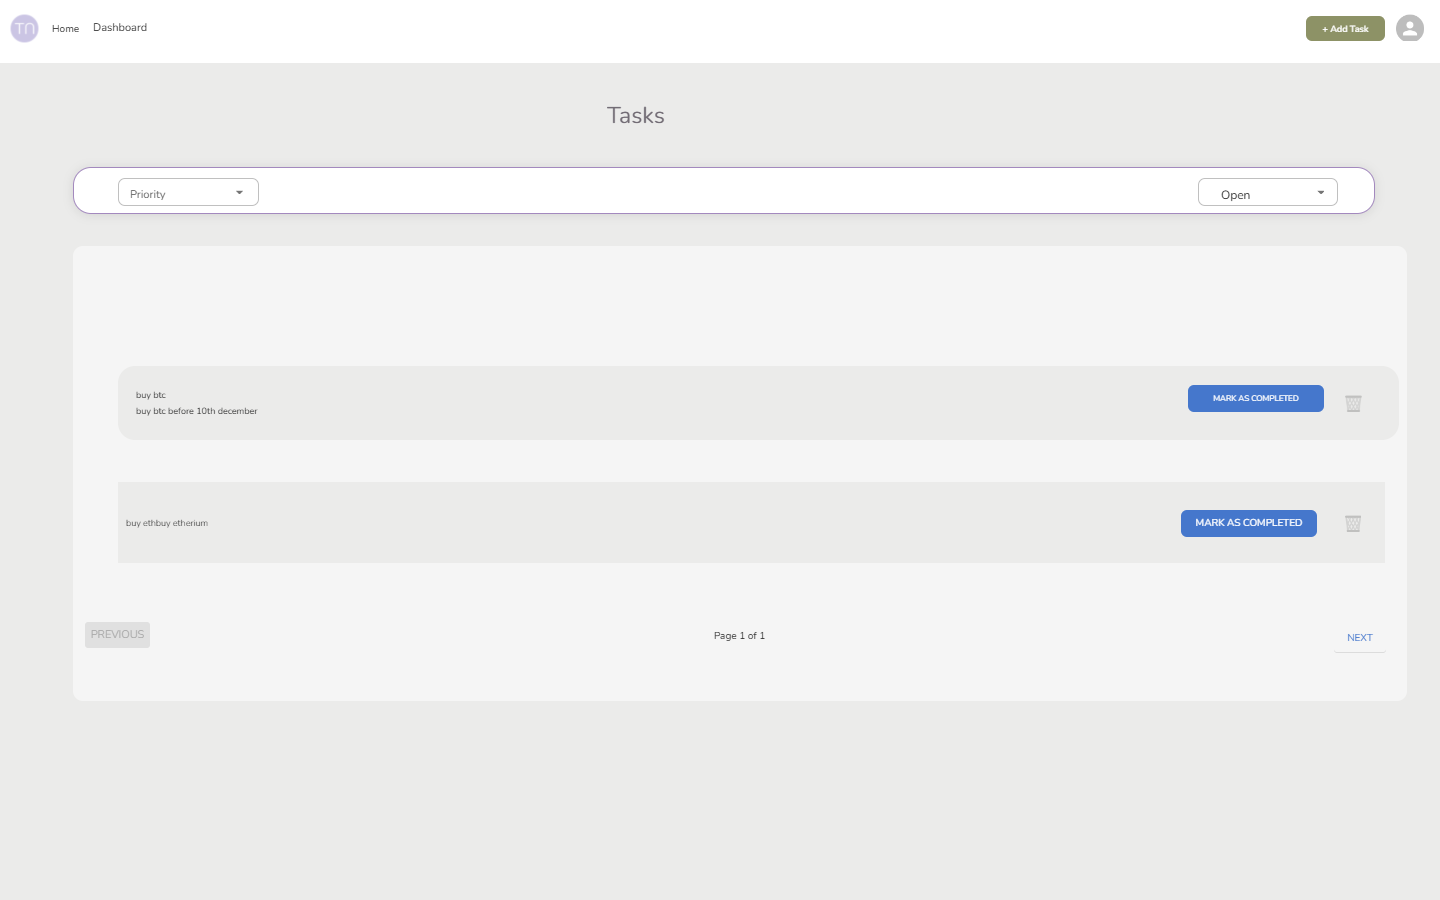 TN Home Dashboard + Add Task
Tasks
Priority Open
buy btc
buy btc before 10th december
MARK AS COMPLETED
buy ethbuy etherium MARK AS COMPLETED
PREVIOUS Page 1 of 1 NEXT